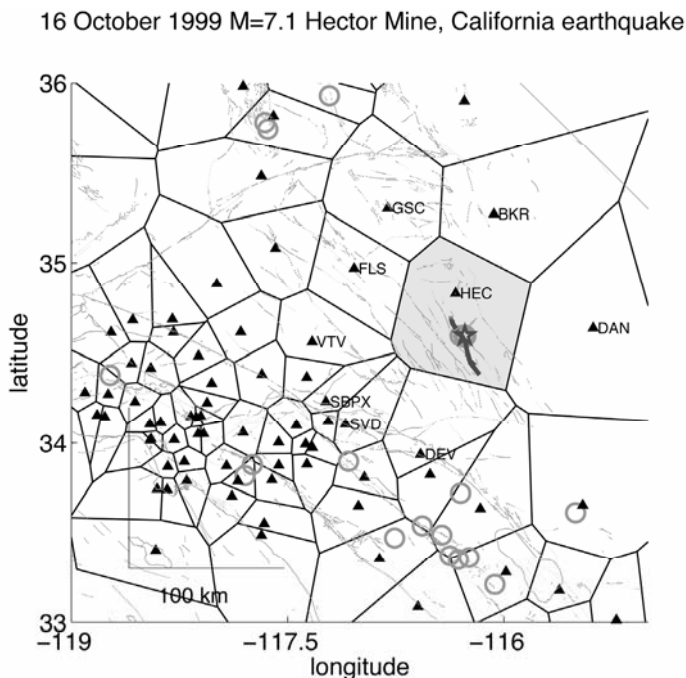 16 October 1999 M=7.1 Hector Mine, California earthquake
36
GSC
BKR
35
FLS
HEC
DAN
VTV
latitude
SBPX
SVD
34
DEV
100 km
33
-119
-117.5
-116
longitude